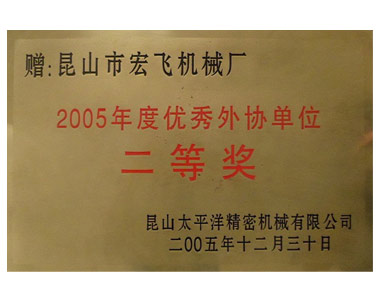 赠:昆山市宏飞机械厂
2005年度优秀外协单位
二等奖
昆山太平洋精密机械有限公司
二00五年十二月三十日